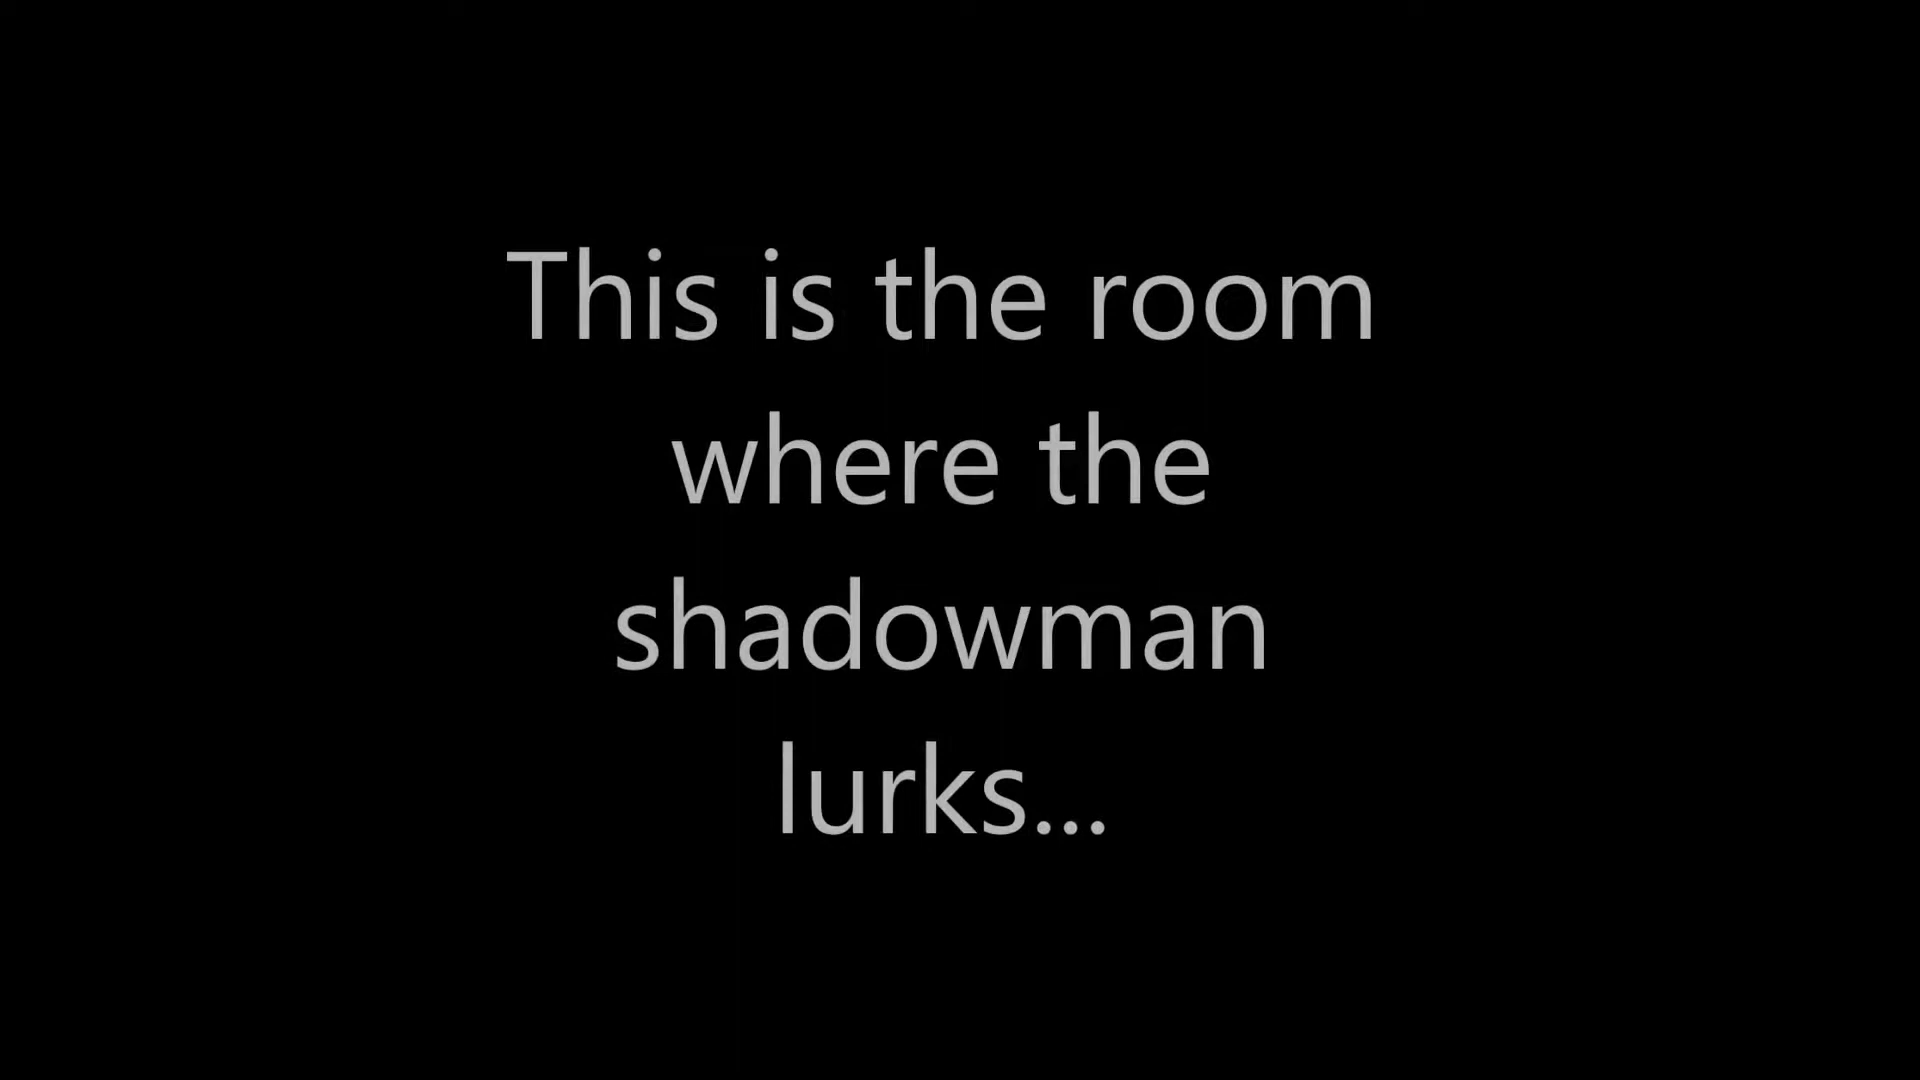 This is the room
where the
shadowman
lurks...